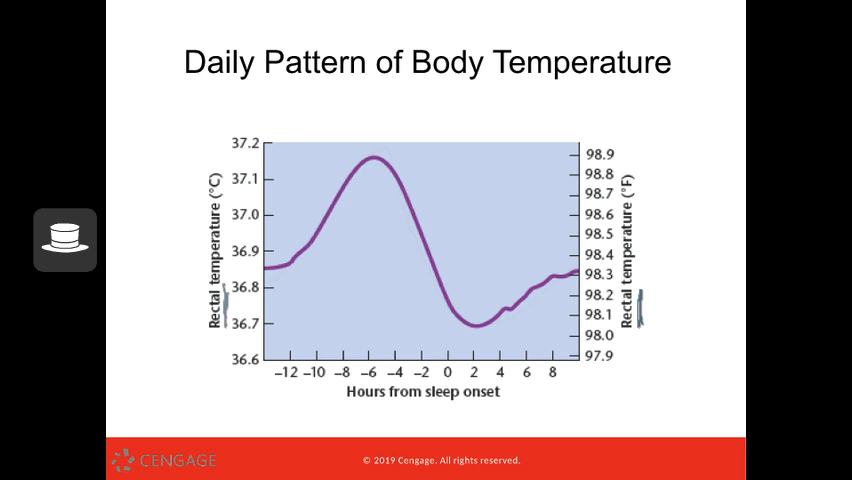 Daily Pattern of Body Temperature
37.2
37.1
37.0
36.9
36.8
36.7
36.6
Rectal temperature (°C)
98.9
98.8
98.7
98.6
98.5
98.4
98.3
98.2
98.1
98.0
97.9
Rectal temperature (°F)
−12 −10 −8 −6 −4 −2 0 2 4 6 8
Hours from sleep onset
CENGAGE
© 2019 Cengage. All rights reserved.